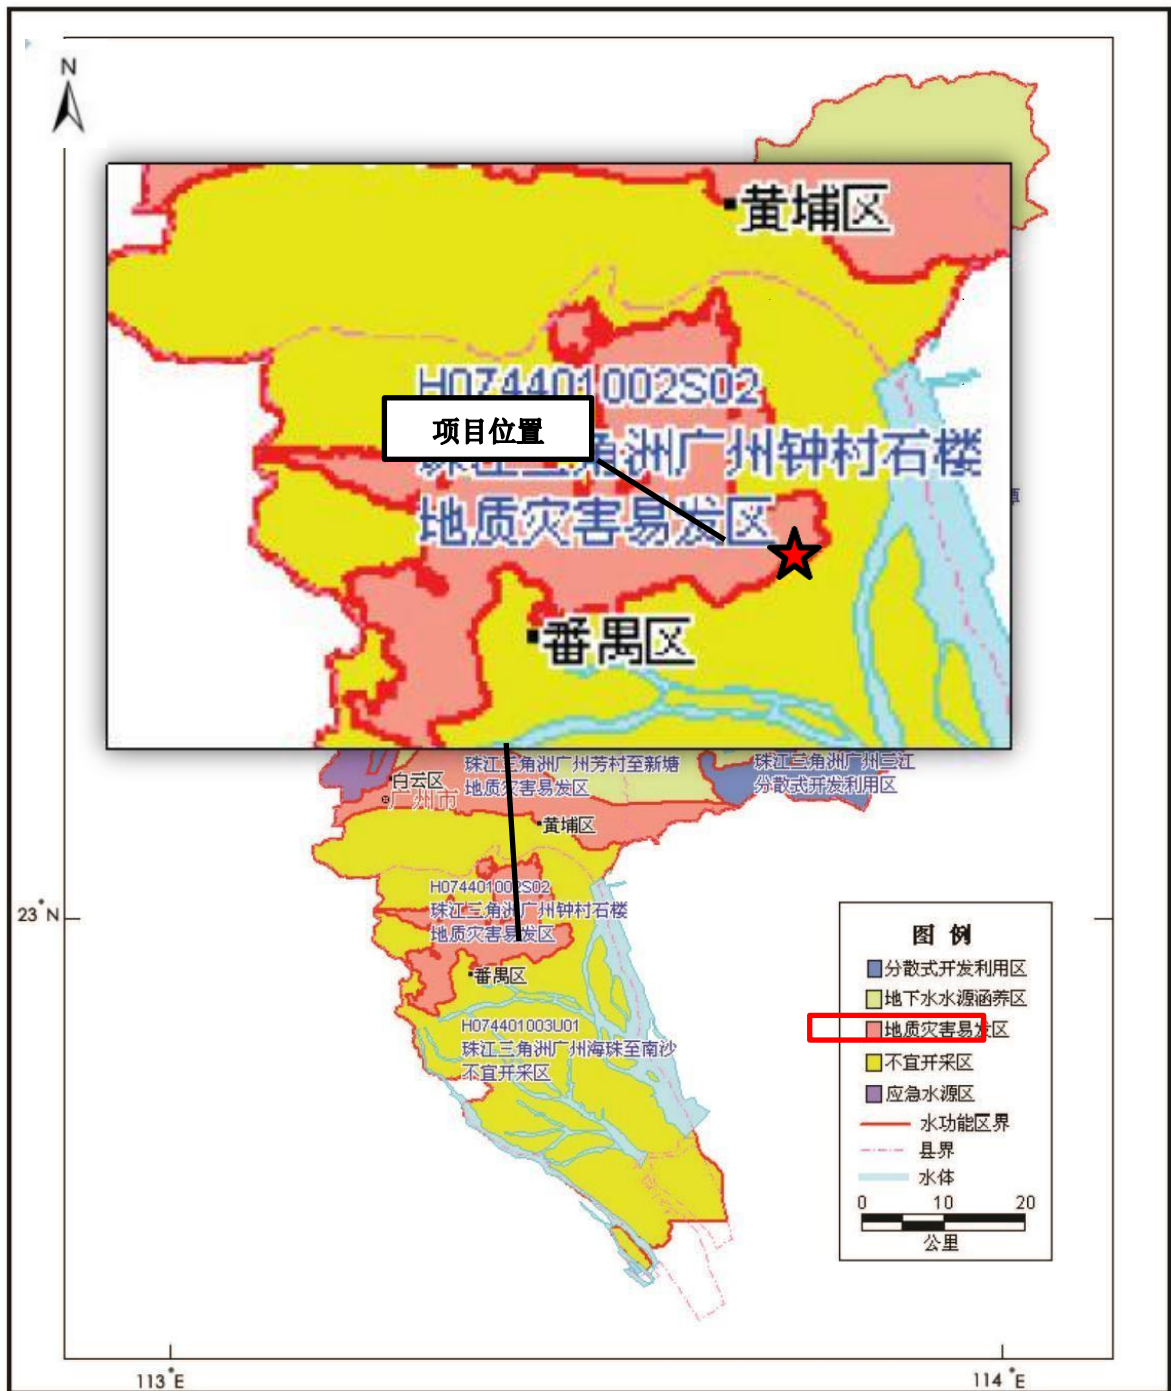 N
黄埔区
H074401002S02
项目位置
珠江三角洲广州钟村石楼
地质灾害易发区
番禺区
珠江三角洲广州芳村至新塘
地质灾害易发区
珠江三角洲广州三江
分散式开发利用区
白云区
广州市
黄埔区
H074401002S02
珠江三角洲广州钟村石楼
地质灾害易发区
番禺区
H074401003U01
珠江三角洲广州海珠至南沙
不宜开采区
23°N
图 例
分散式开发利用区
地下水水源涵养区
地质灾害易发区
不宜开采区
应急水源区
水功能区界
县界
水体
0 10 20
公里
113°E
114°E